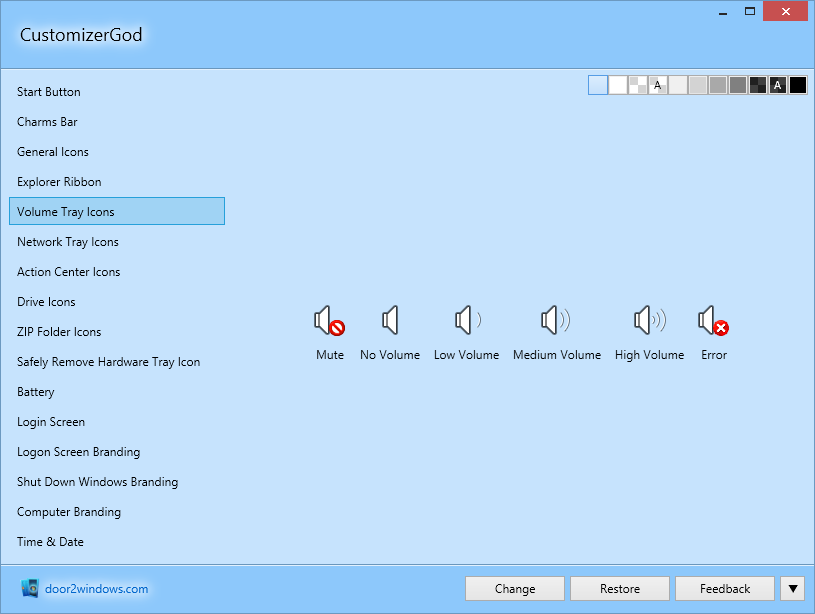 CustomizerGod
A
A
Start Button
Charms Bar
General Icons
Explorer Ribbon
Volume Tray Icons
Network Tray Icons
Action Center Icons
Drive Icons
ZIP Folder Icons
Safely Remove Hardware Tray Icon
Battery
Login Screen
Logon Screen Branding
Shut Down Windows Branding
Computer Branding
Time & Date
Mute No Volume Low Volume Medium Volume High Volume Error
door2windows.com
Change Restore Feedback